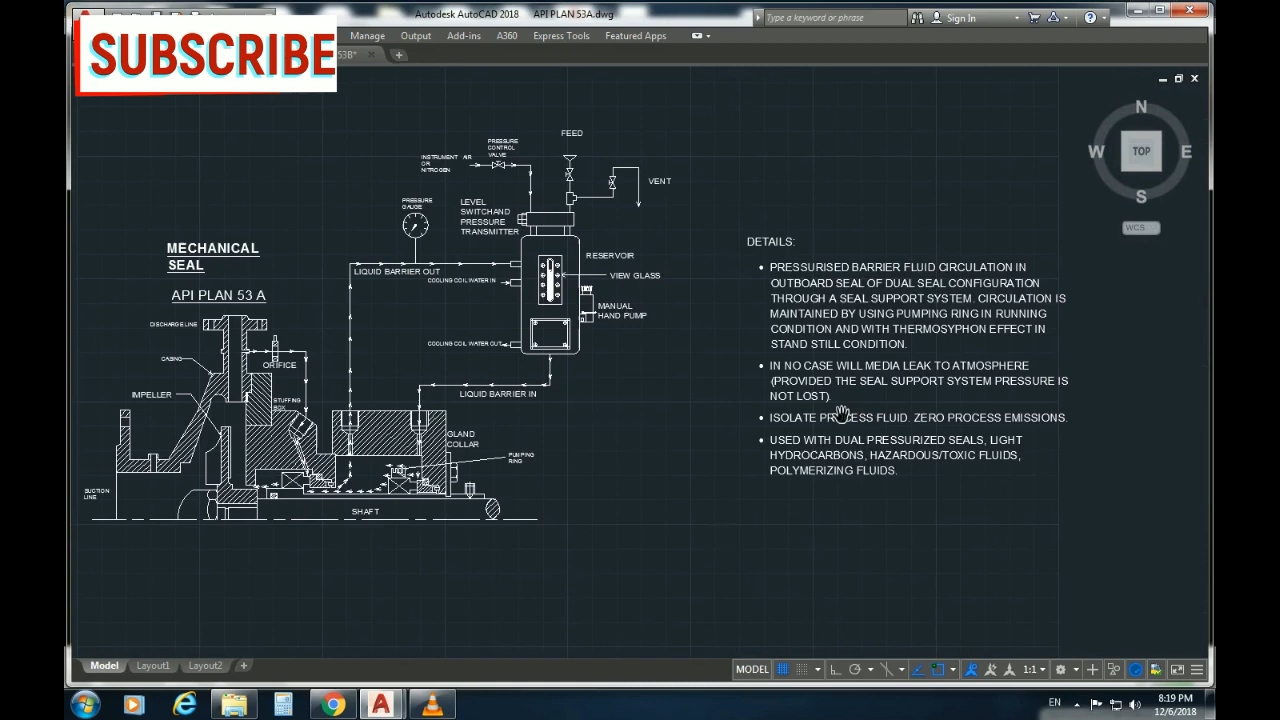 Autodesk AutoCAD 2018 API PLAN 53A.dwg
Type a keyword or phrase
Sign In
SUBSCRIBE
Manage Output Add-ins A360 Express Tools Featured Apps
53B*
N
W TOP E
S
WCS
FEED
PRESSURE
CONTROL
VALVE
INSTRUMENT AIR
OR
NITROGEN
VENT
PRESSURE
GAUGE
LEVEL
SWITCHAND
PRESSURE
TRANSMITTER
MECHANICAL
SEAL
API PLAN 53 A
RESERVOIR
LIQUID BARRIER OUT
VIEW GLASS
COOLING COIL WATER IN
MANUAL
HAND PUMP
DISCHARGE LINE
COOLING COIL WATER OUT
CASING
ORIFICE
IMPELLER
LIQUID BARRIER IN
STUFFING
BOX
GLAND
COLLAR
PUMPING
RING
SUCTION
LINE
SHAFT
DETAILS:
• PRESSURISED BARRIER FLUID CIRCULATION IN
OUTBOARD SEAL OF DUAL SEAL CONFIGURATION
THROUGH A SEAL SUPPORT SYSTEM. CIRCULATION IS
MAINTAINED BY USING PUMPING RING IN RUNNING
CONDITION AND WITH THERMOSYPHON EFFECT IN
STAND STILL CONDITION.
• IN NO CASE WILL MEDIA LEAK TO ATMOSPHERE
(PROVIDED THE SEAL SUPPORT SYSTEM PRESSURE IS
NOT LOST).
• ISOLATE PROCESS FLUID. ZERO PROCESS EMISSIONS.
• USED WITH DUAL PRESSURIZED SEALS, LIGHT
HYDROCARBONS, HAZARDOUS/TOXIC FLUIDS,
POLYMERIZING FLUIDS.
Model Layout1 Layout2 +
MODEL 1:1
EN 8:19 PM
12/6/2018